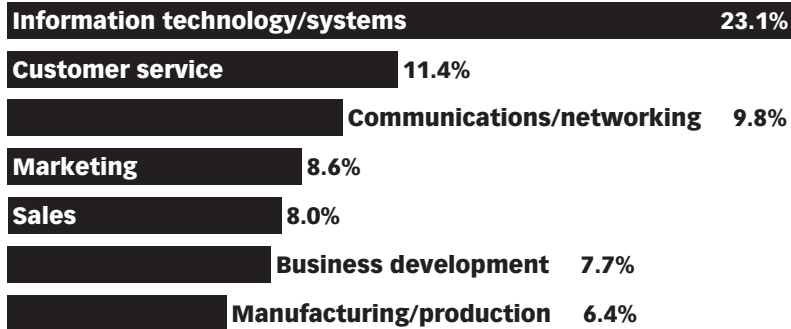 Information technology/systems 23.1%
Customer service 11.4%
Communications/networking 9.8%
Marketing 8.6%
Sales 8.0%
Business development 7.7%
Manufacturing/production 6.4%